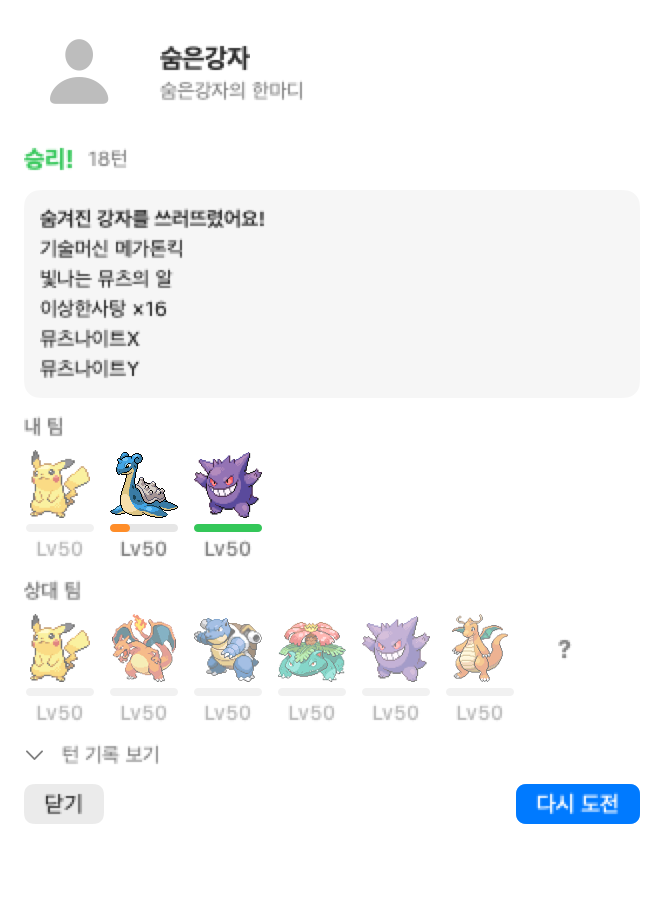 숨은강자
숨은강자의 한마디
승리! 18턴
숨겨진 강자를 쓰러뜨렸어요!
기술머신 메가톤킥
빛나는 뮤츠의 알
이상한사탕 ×16
뮤츠나이트X
뮤츠나이트Y
내 팀
Lv50 Lv50 Lv50
상대 팀
?
Lv50 Lv50 Lv50 Lv50 Lv50 Lv50
턴 기록 보기
닫기 다시 도전